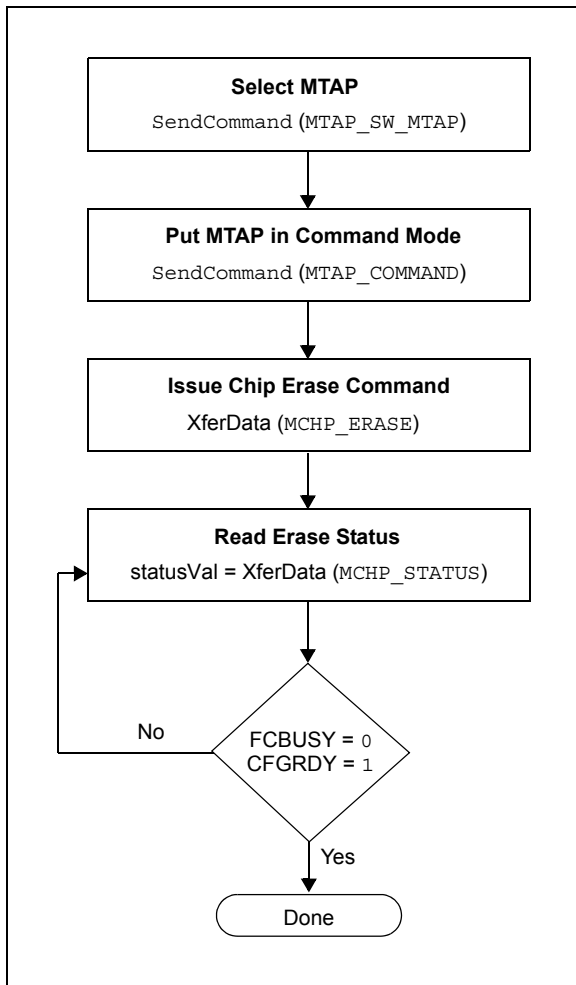 Select MTAP
SendCommand (MTAP_SW_MTAP)
Put MTAP in Command Mode
SendCommand (MTAP_COMMAND)
Issue Chip Erase Command
XferData (MCHP_ERASE)
Read Erase Status
statusVal = XferData (MCHP_STATUS)
No
FCBUSY = 0
CFGRDY = 1
Yes
Done